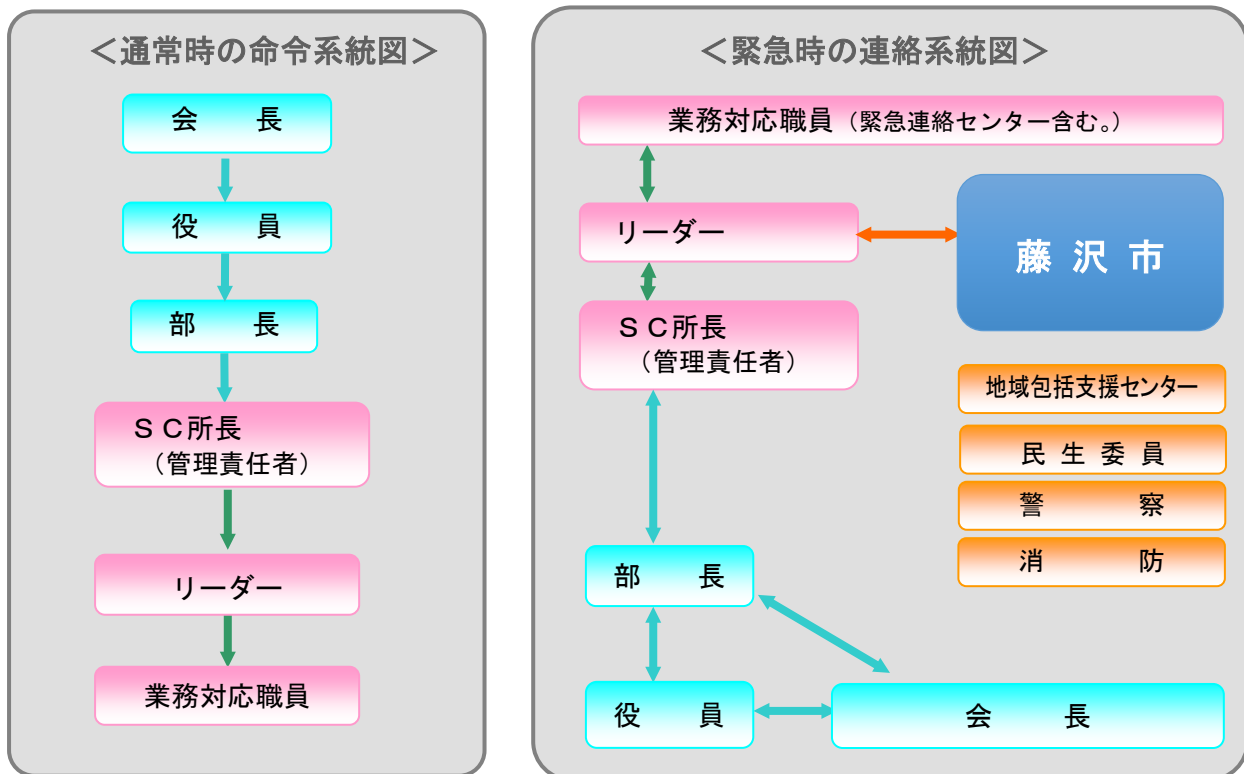 ＜通常時の命令系統図＞
会　　長
役　　員
部　　長
ＳＣ所長
（管理責任者）
リーダー
業務対応職員
＜緊急時の連絡系統図＞
業務対応職員（緊急連絡センター含む。）
リーダー
藤 沢 市
ＳＣ所長
（管理責任者）
地域包括支援センター
民 生 委 員
警　　　察
消　　　防
部　　長
役　　員
会　　　長